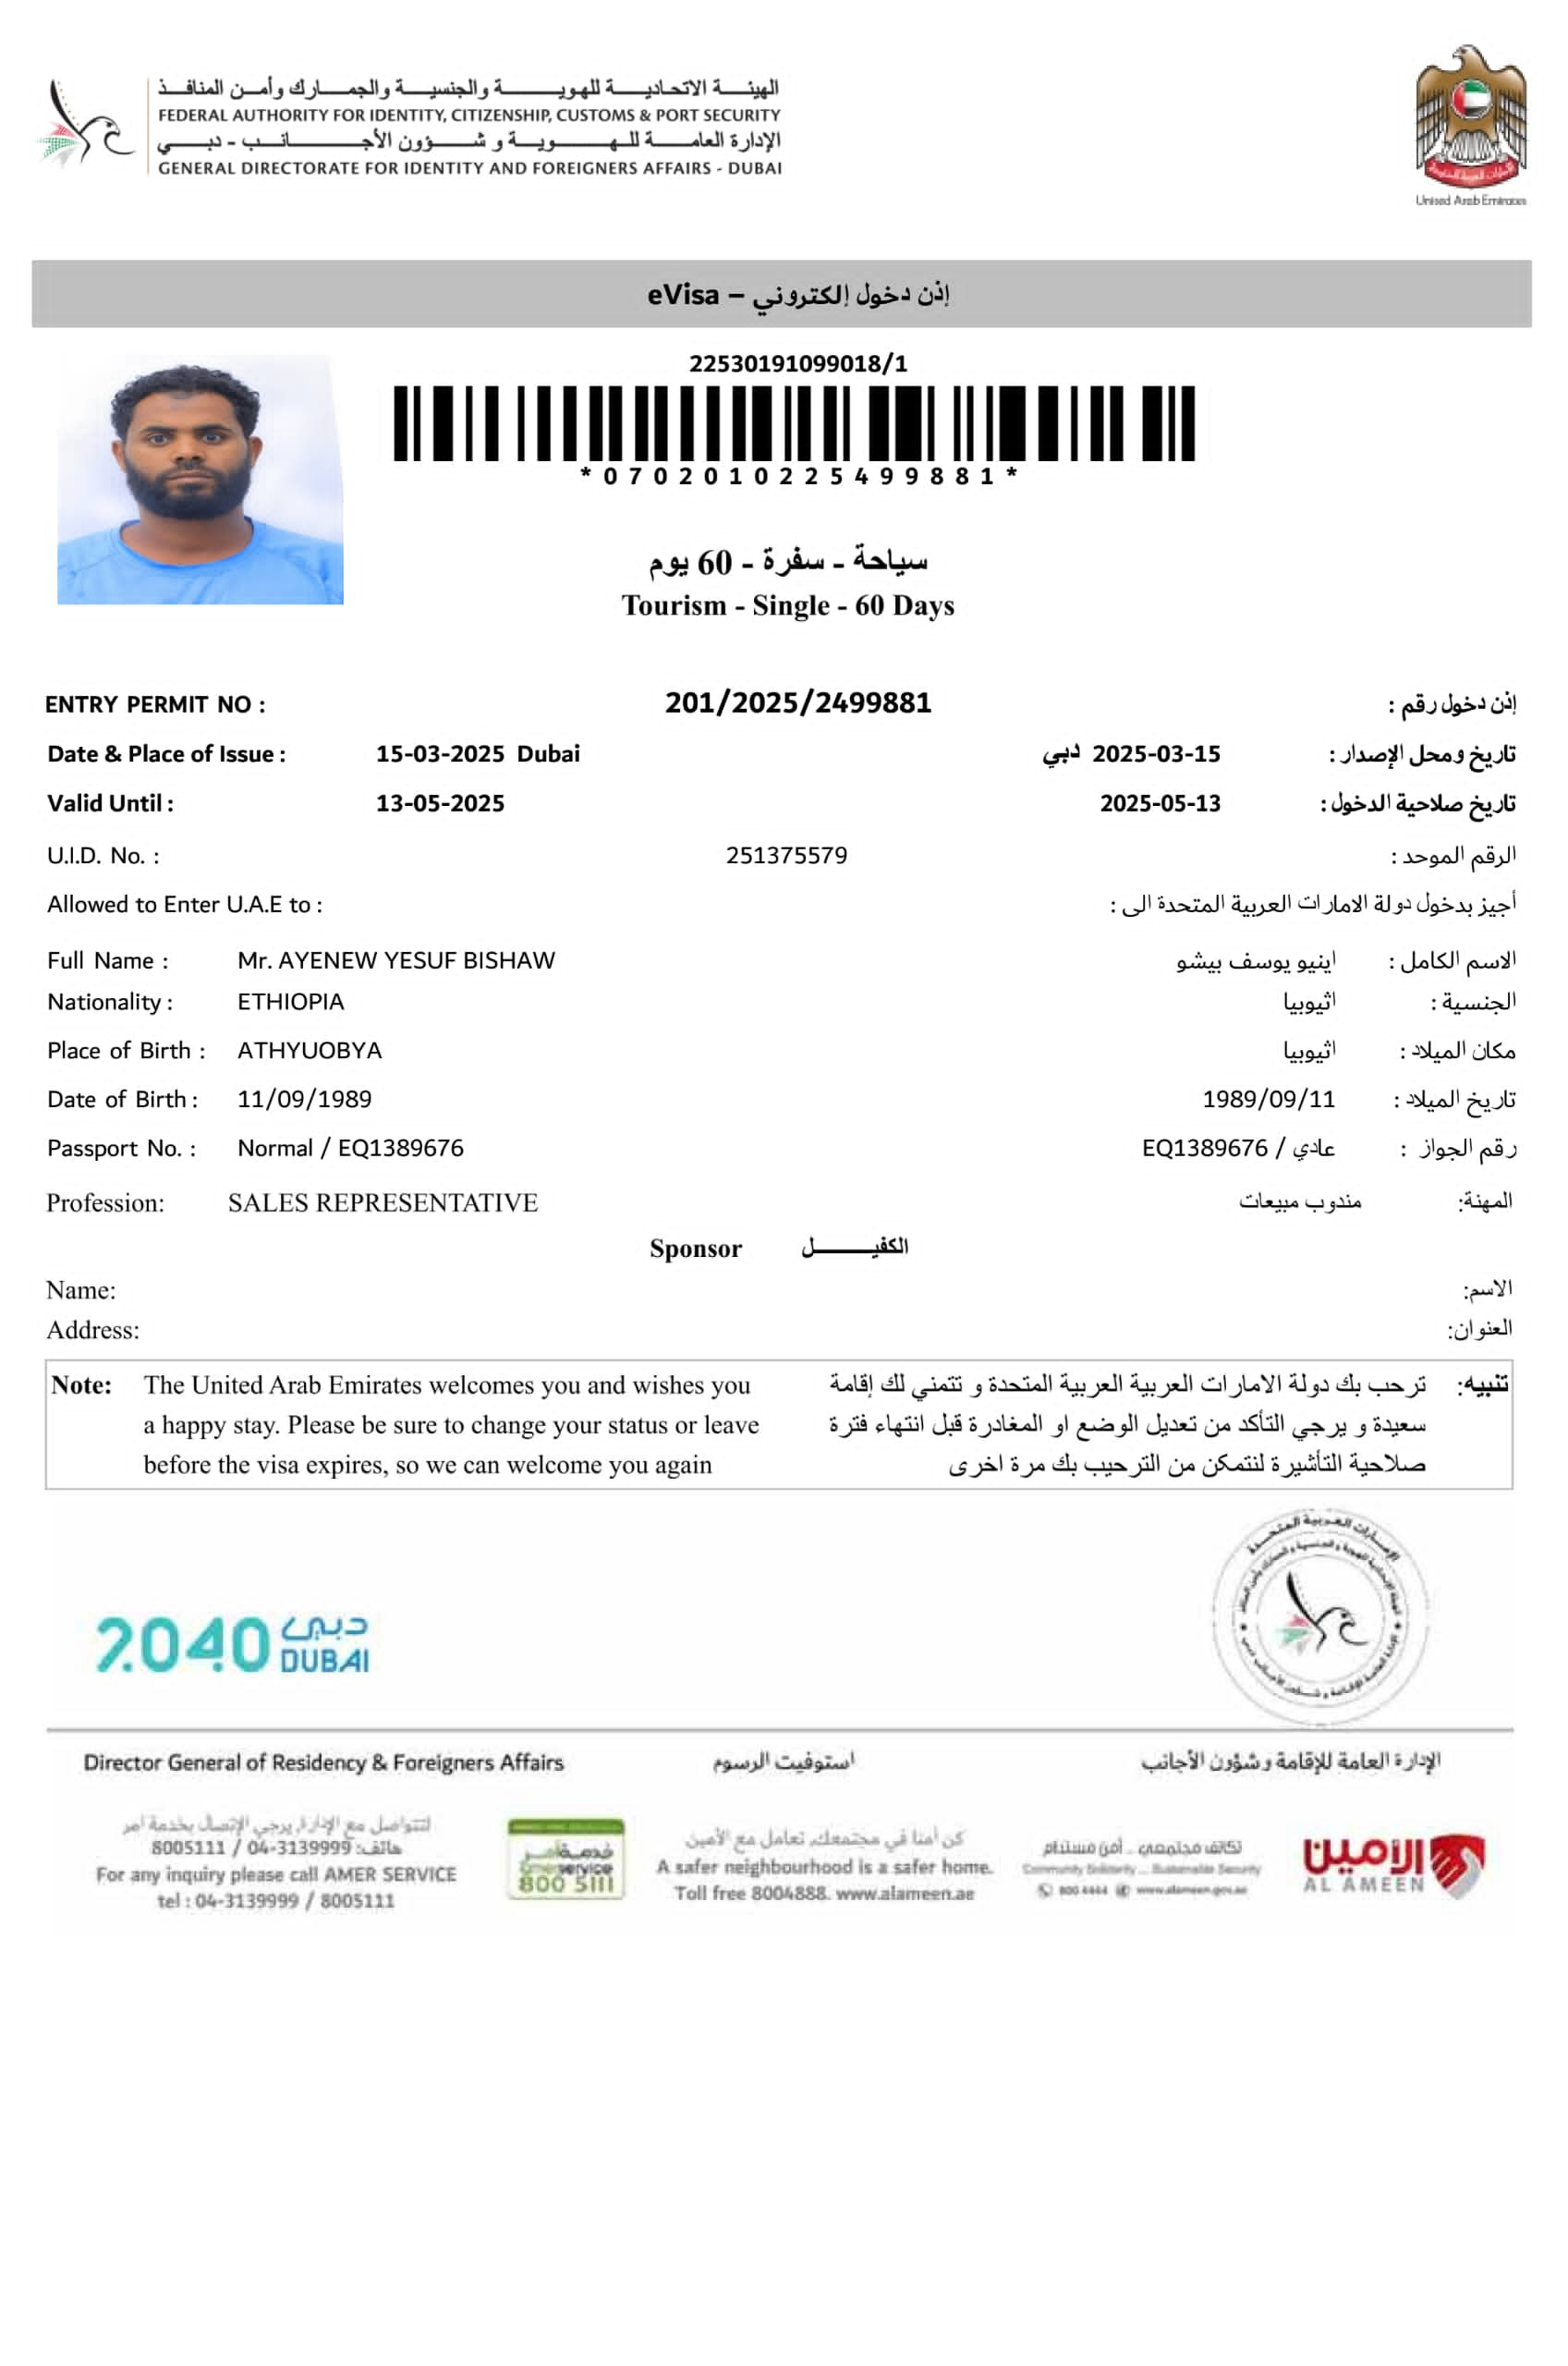 الهيئة الاتحادية للهوية والجنسية والجمارك وأمن المنافذ
FEDERAL AUTHORITY FOR IDENTITY, CITIZENSHIP, CUSTOMS & PORT SECURITY
الإدارة العامة للهوية و شؤون الأجانب - دبي
GENERAL DIRECTORATE FOR IDENTITY AND FOREIGNERS AFFAIRS - DUBAI
United Arab Emirates
إذن دخول إلكتروني – eVisa
22530191099018/1
*0702010225499881*
سياحة - سفرة - 60 يوم
Tourism - Single - 60 Days
ENTRY PERMIT NO : 201/2025/2499881 إذن دخول رقم :
Date & Place of Issue : 15-03-2025 Dubai 2025-03-15 دبي تاريخ ومحل الإصدار :
Valid Until : 13-05-2025 2025-05-13 تاريخ صلاحية الدخول :
U.I.D. No. : 251375579 الرقم الموحد :
Allowed to Enter U.A.E to : أجيز بدخول دولة الامارات العربية المتحدة الى :
Full Name : Mr. AYENEW YESUF BISHAW اينيو يوسف بيشو الاسم الكامل :
Nationality : ETHIOPIA اثيوبيا الجنسية :
Place of Birth : ATHYUOBYA اثيوبيا مكان الميلاد :
Date of Birth : 11/09/1989 1989/09/11 تاريخ الميلاد :
Passport No. : Normal / EQ1389676 عادي / EQ1389676 رقم الجواز :
Profession: SALES REPRESENTATIVE مندوب مبيعات المهنة:
Sponsor الكفيل
Name: الاسم:
Address: العنوان:
Note: The United Arab Emirates welcomes you and wishes you
a happy stay. Please be sure to change your status or leave
before the visa expires, so we can welcome you again
تنبيه: ترحب بك دولة الامارات العربية العربية المتحدة و تتمني لك إقامة
سعيدة و يرجي التأكد من تعديل الوضع او المغادرة قبل انتهاء فترة
صلاحية التأشيرة لنتمكن من الترحيب بك مرة اخرى
الإمارات العربية المتحدة
2040 دبي DUBAI
Director General of Residency & Foreigners Affairs استوفيت الرسوم الإدارة العامة للإقامة وشؤون الأجانب
للتواصل مع الإدارة يرجي الإتصال بخدمة آمر
هاتف: 04-3139999 / 8005111
For any inquiry please call AMER SERVICE
tel : 04-3139999 / 8005111
خدمة آمر
service
800 5111
كن آمنا في مجتمعك، تعامل مع الأمين
A safer neighbourhood is a safer home.
Toll free 8004888. www.alameen.ae
تكاتف مجتمعي .. أمن مستدام
Community Solidarity ... Sustainable Security
800 4444 www.alameen.gov.ae
الأمين
AL AMEEN